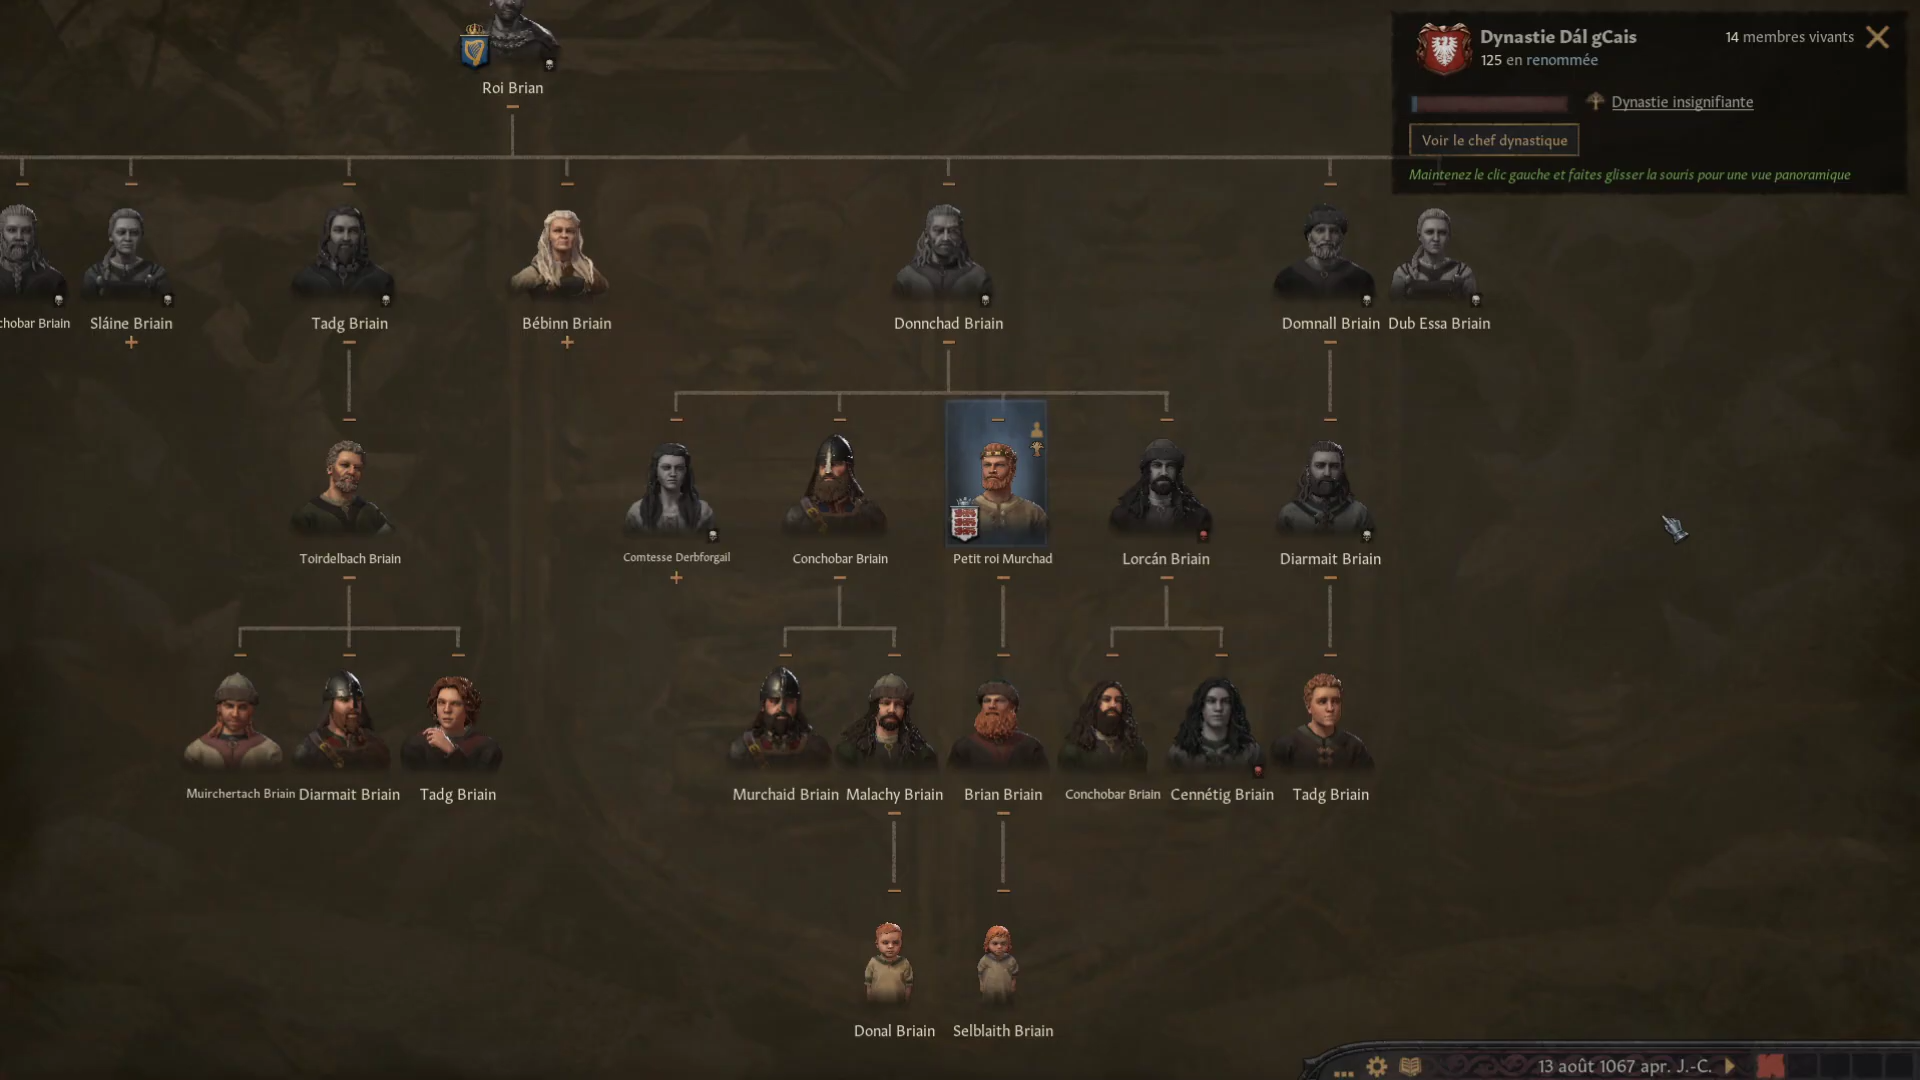 Roi Brian
Dynastie Dál gCais
14 membres vivants
125 en renommée
Dynastie insignifiante
Voir le chef dynastique
Maintenez le clic gauche et faites glisser la souris pour une vue panoramique
chobar Briain
Sláine Briain
Tadg Briain
Bébinn Briain
Donnchad Briain
Domnall Briain
Dub Essa Briain
Toirdelbach Briain
Comtesse Derbforgail
Conchobar Briain
Petit roi Murchad
Lorcán Briain
Diarmait Briain
Muirchertach Briain
Diarmait Briain
Tadg Briain
Murchaid Briain
Malachy Briain
Brian Briain
Conchobar Briain
Cennétig Briain
Tadg Briain
Donal Briain
Selblaith Briain
13 août 1067 apr. J.-C.